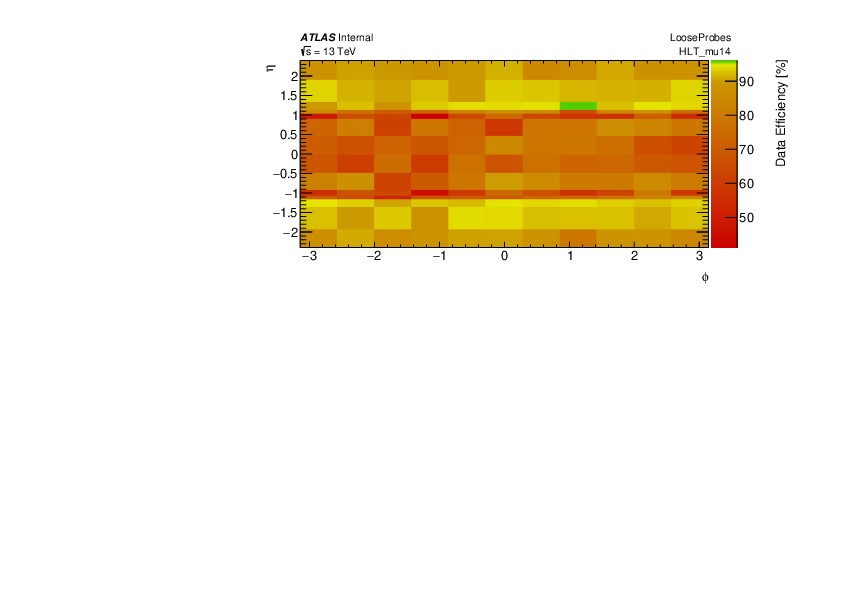 ATLAS Internal
√s = 13 TeV
LooseProbes
HLT_mu14
η
2
1.5
1
0.5
0
−0.5
−1
−1.5
−2
−3 −2 −1 0 1 2 3
φ
90
80
70
60
50
Data Efficiency [%]